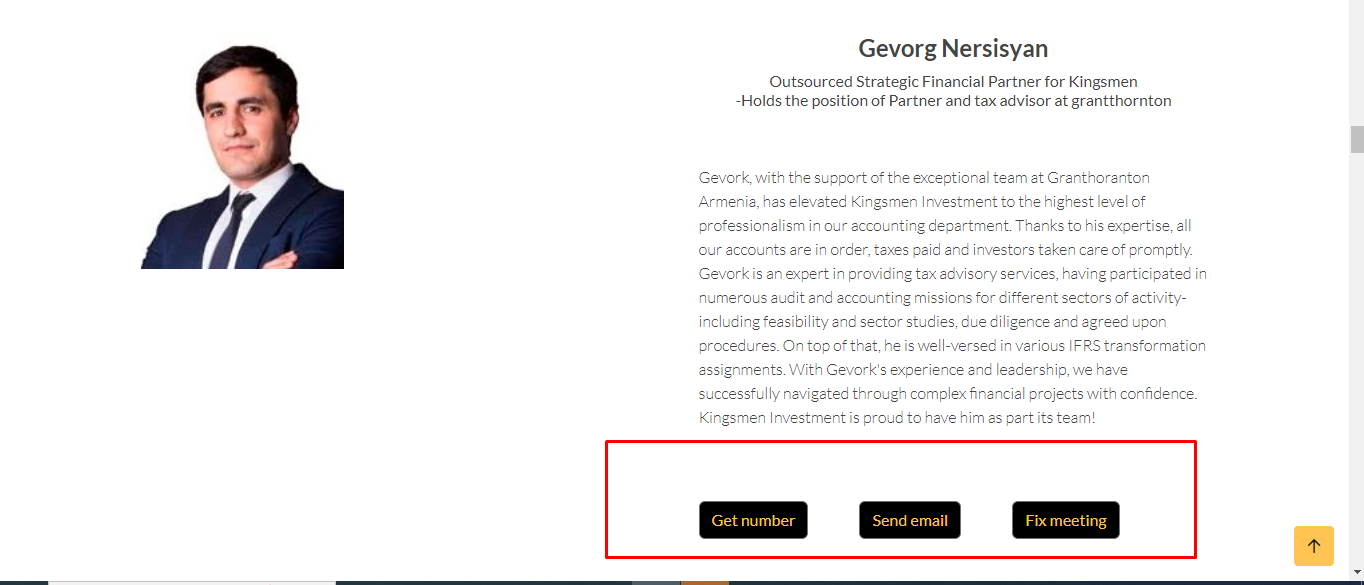 Gevorg Nersisyan
Outsourced Strategic Financial Partner for Kingsmen
-Holds the position of Partner and tax advisor at grantthornton
Gevork, with the support of the exceptional team at Granthoranton
Armenia, has elevated Kingsmen Investment to the highest level of
professionalism in our accounting department. Thanks to his expertise, all
our accounts are in order, taxes paid and investors taken care of promptly.
Gevork is an expert in providing tax advisory services, having participated in
numerous audit and accounting missions for different sectors of activity-
including feasibility and sector studies, due diligence and agreed upon
procedures. On top of that, he is well-versed in various IFRS transformation
assignments. With Gevork's experience and leadership, we have
successfully navigated through complex financial projects with confidence.
Kingsmen Investment is proud to have him as part its team!
Get number
Send email
Fix meeting